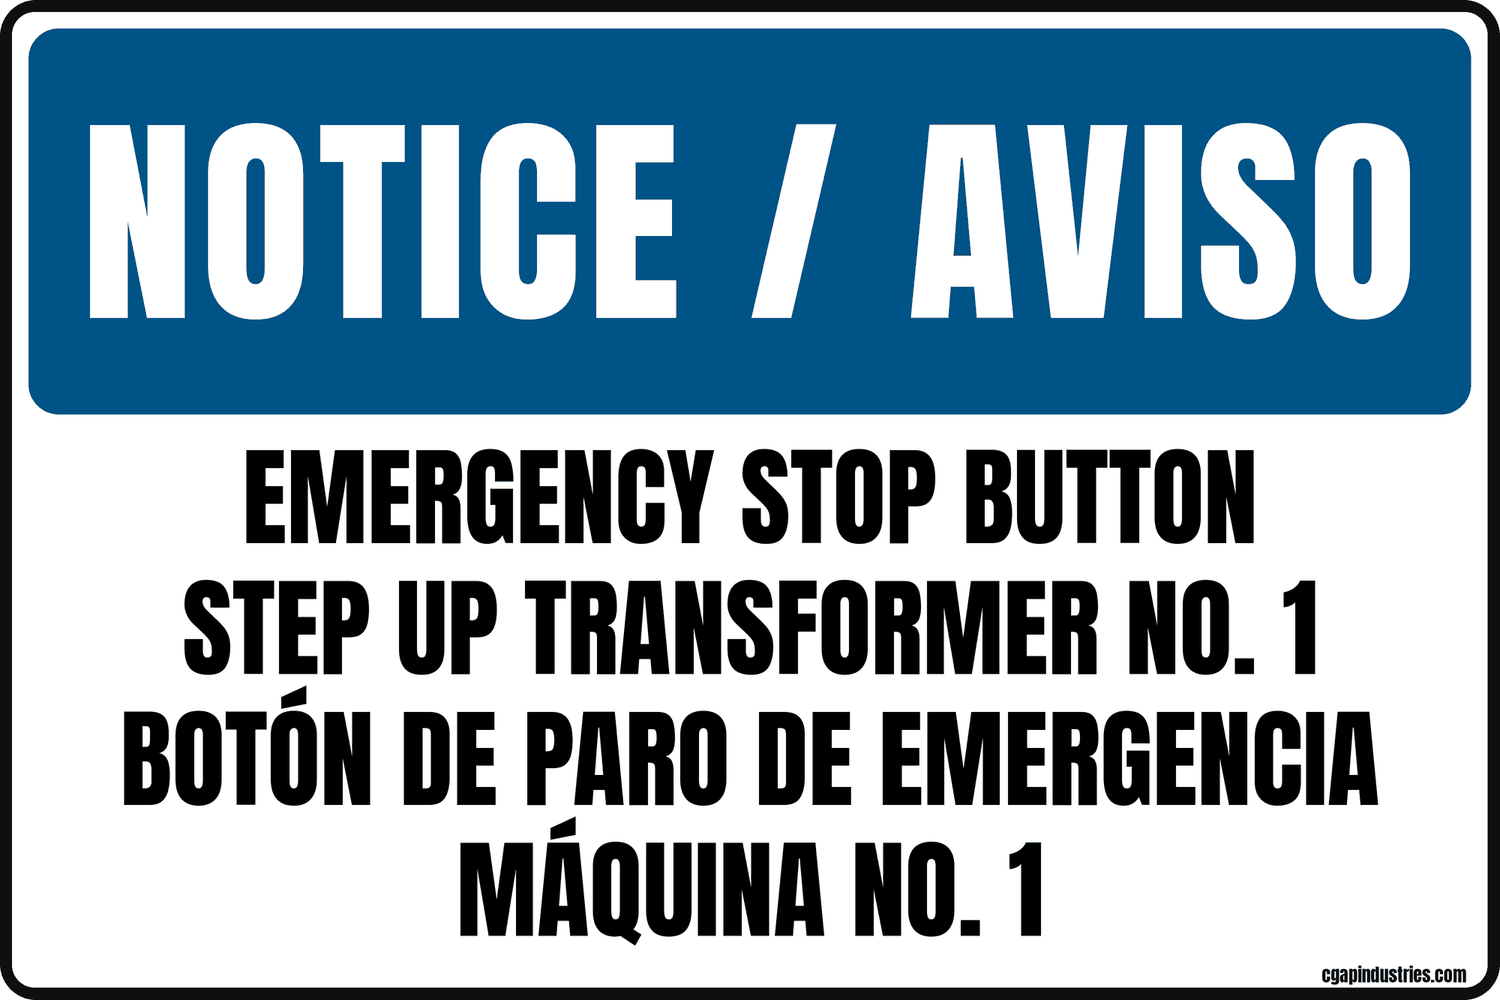 NOTICE / AVISO
EMERGENCY STOP BUTTON
STEP UP TRANSFORMER NO. 1
BOTÓN DE PARO DE EMERGENCIA
MÁQUINA NO. 1
cgapindustries.com